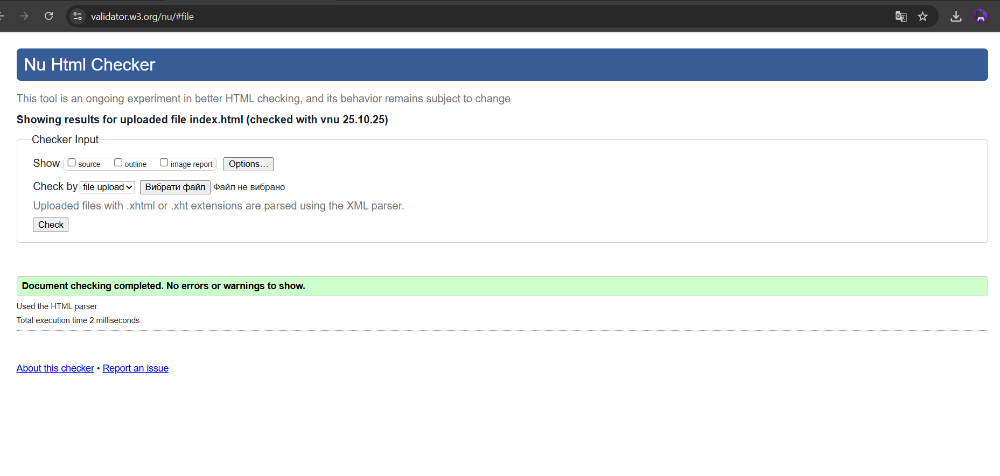 validator.w3.org/nu/#file
Nu Html Checker
This tool is an ongoing experiment in better HTML checking, and its behavior remains subject to change
Showing results for uploaded file index.html (checked with vnu 25.10.25)
Checker Input
Show source outline image report Options...
Check by file upload Вибрати файл Файл не вибрано
Uploaded files with .xhtml or .xht extensions are parsed using the XML parser.
Check
Document checking completed. No errors or warnings to show.
Used the HTML parser.
Total execution time 2 milliseconds.
About this checker • Report an issue